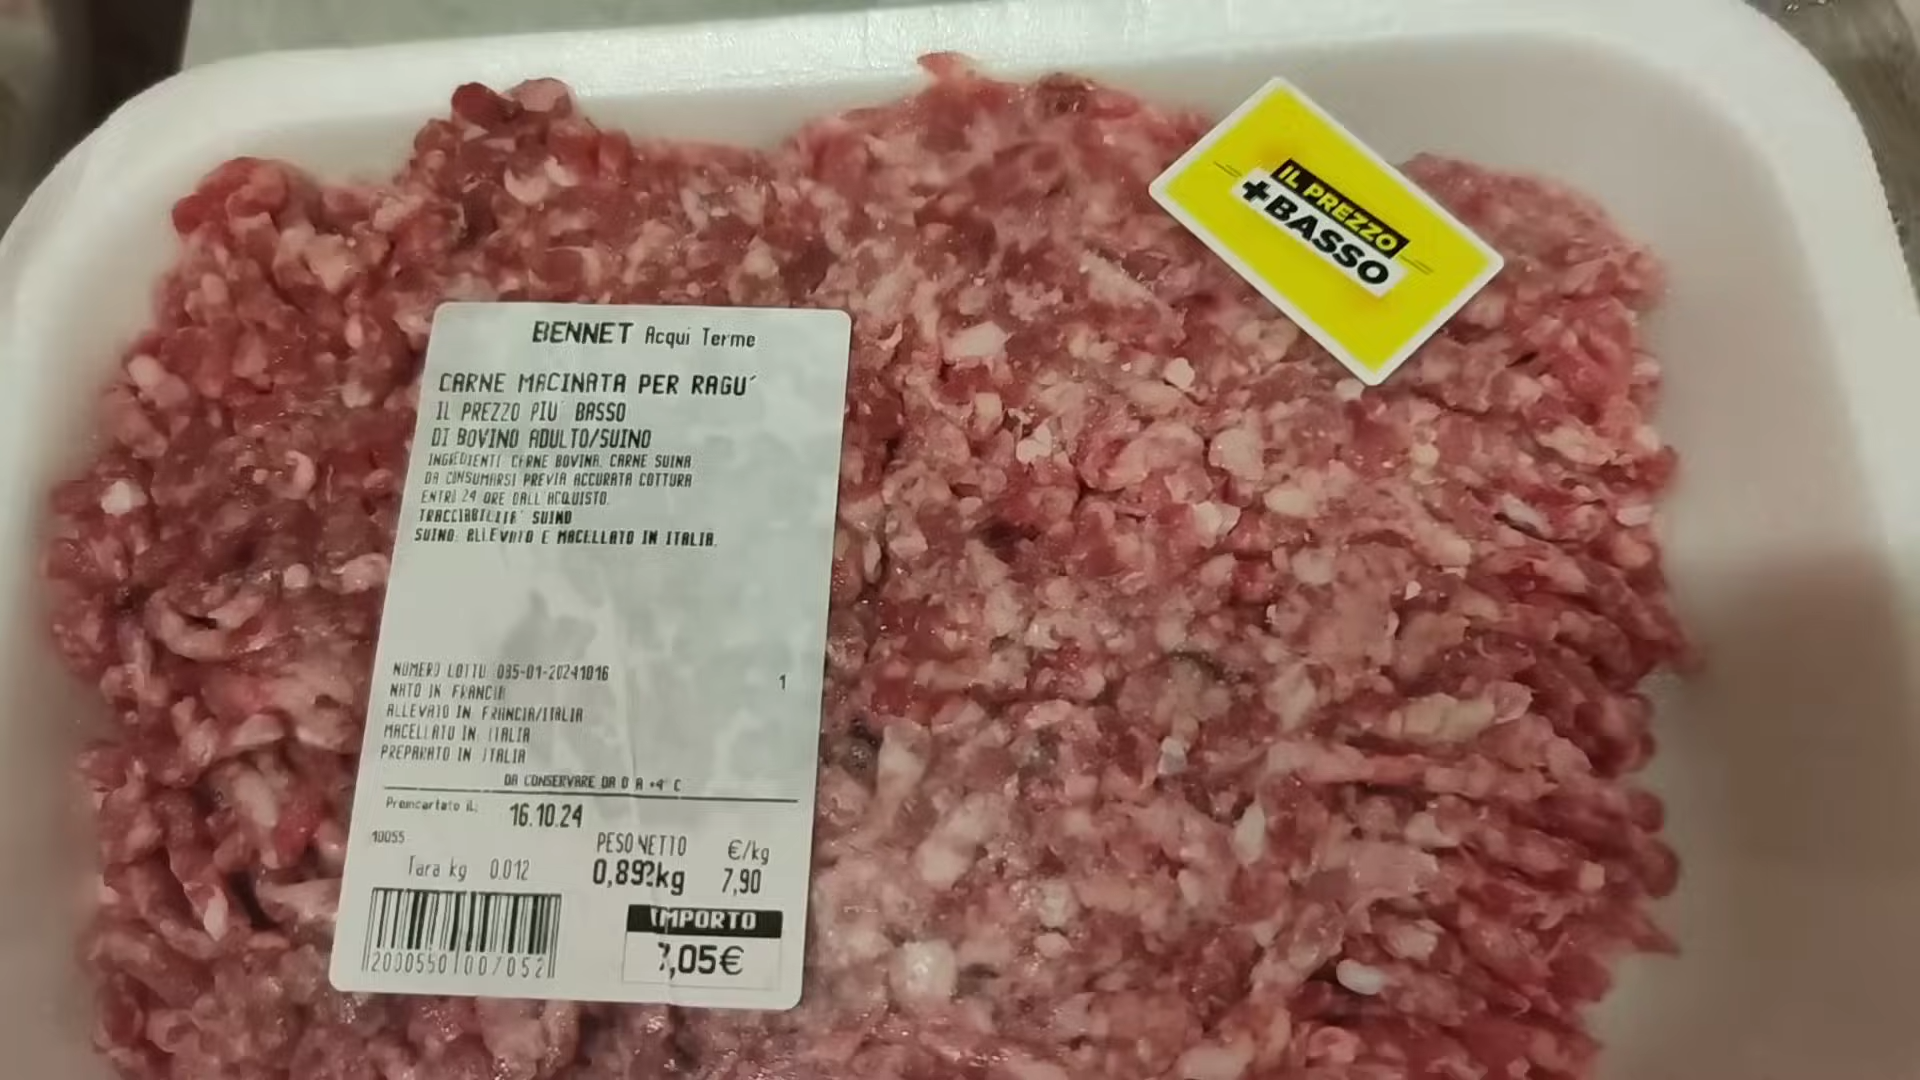 BENNET Acqui Terme
CARNE MACINATA PER RAGU'
IL PREZZO PIU' BASSO
DI BOVINO ADULTO/SUINO
INGREDIENTI CARNE BOVINA, CARNE SUINA
DA CONSUMARSI PREVIA ACCURATA COTTURA
ENTRO 24 ORE DALL'ACQUISTO.
TRACCIABILITA' SUINO
SUINO: ALLEVATO E MACELLATO IN ITALIA.
NUMERO LOTTO 085-01-20241016 1
NATO IN FRANCIA
ALLEVATO IN FRANCIA/ITALIA
MACELLATO IN ITALIA
PREPARATO IN ITALIA
DA CONSERVARE DA 0 A +4° C
Preincartato il: 16.10.24
10055
PESO NETTO €/kg
Tara kg 0.012 7,90
IMPORTO
7,05€
2000550 007052
IL PREZZO
+BASSO